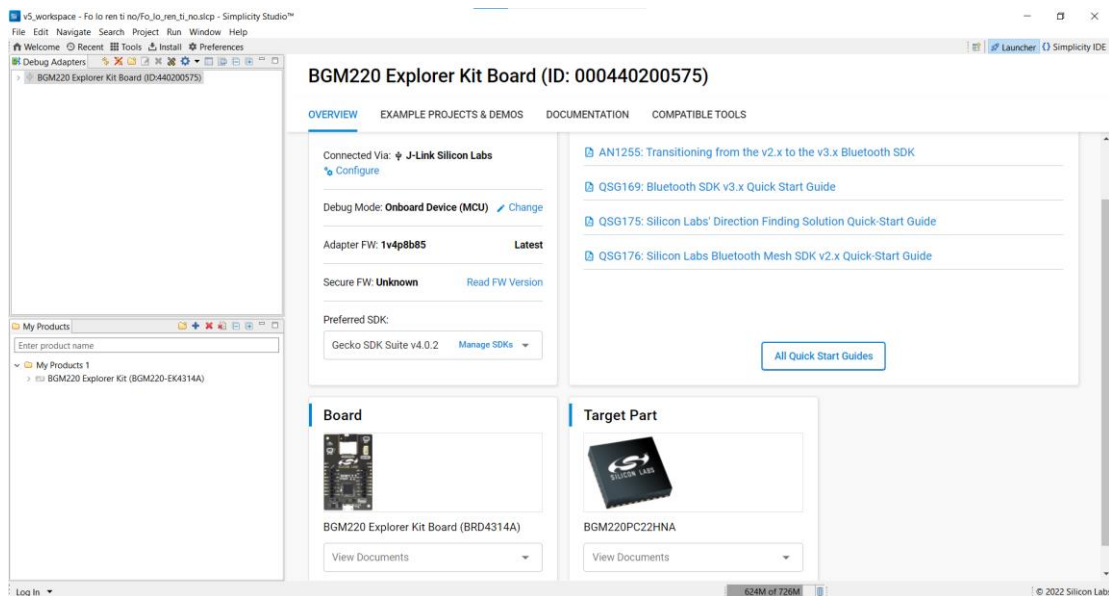 v5_workspace - Fo lo ren ti no/Fo_lo_ren_ti_no.slcp - Simplicity Studio™
File Edit Navigate Search Project Run Window Help
Welcome Recent Tools Install Preferences
Launcher Simplicity IDE
Debug Adapters
BGM220 Explorer Kit Board (ID:440200575)
My Products
Enter product name
My Products 1
BGM220 Explorer Kit (BGM220-EK4314A)
BGM220 Explorer Kit Board (ID: 000440200575)
OVERVIEW EXAMPLE PROJECTS & DEMOS DOCUMENTATION COMPATIBLE TOOLS
Connected Via: J-Link Silicon Labs
Configure
Debug Mode: Onboard Device (MCU) Change
Adapter FW: 1v4p8b85 Latest
Secure FW: Unknown Read FW Version
Preferred SDK:
Gecko SDK Suite v4.0.2 Manage SDKs
AN1255: Transitioning from the v2.x to the v3.x Bluetooth SDK
QSG169: Bluetooth SDK v3.x Quick Start Guide
QSG175: Silicon Labs' Direction Finding Solution Quick-Start Guide
QSG176: Silicon Labs Bluetooth Mesh SDK v2.x Quick-Start Guide
All Quick Start Guides
Board
BGM220 Explorer Kit Board (BRD4314A)
View Documents
Target Part
SILICON LABS
BGM220PC22HNA
View Documents
Log In
624M of 726M
© 2022 Silicon Labs